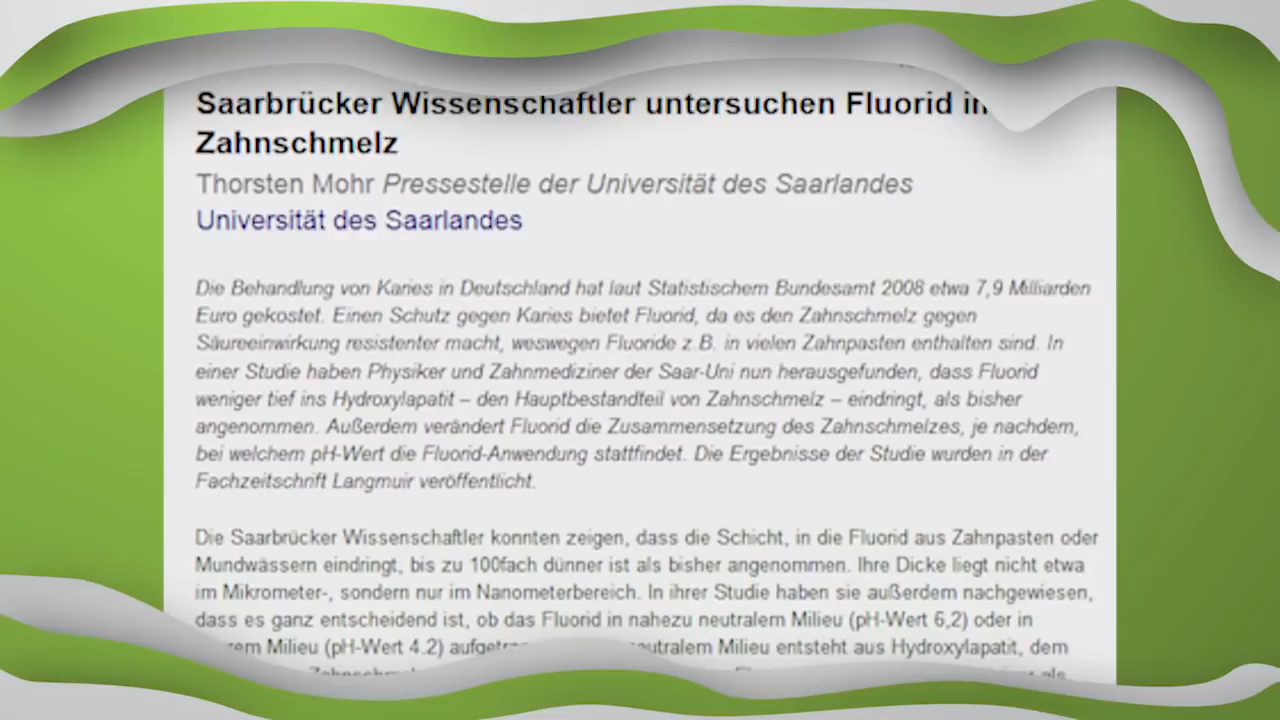 Saarbrücker Wissenschaftler untersuchen Fluorid in
Zahnschmelz
Thorsten Mohr Pressestelle der Universität des Saarlandes
Universität des Saarlandes
Die Behandlung von Karies in Deutschland hat laut Statistischem Bundesamt 2008 etwa 7,9 Milliarden
Euro gekostet. Einen Schutz gegen Karies bietet Fluorid, da es den Zahnschmelz gegen
Säureeinwirkung resistenter macht, weswegen Fluoride z.B. in vielen Zahnpasten enthalten sind. In
einer Studie haben Physiker und Zahnmediziner der Saar-Uni nun herausgefunden, dass Fluorid
weniger tief ins Hydroxylapatit – den Hauptbestandteil von Zahnschmelz – eindringt, als bisher
angenommen. Außerdem verändert Fluorid die Zusammensetzung des Zahnschmelzes, je nachdem,
bei welchem pH-Wert die Fluorid-Anwendung stattfindet. Die Ergebnisse der Studie wurden in der
Fachzeitschrift Langmuir veröffentlicht.
Die Saarbrücker Wissenschaftler konnten zeigen, dass die Schicht, in die Fluorid aus Zahnpasten oder
Mundwässern eindringt, bis zu 100fach dünner ist als bisher angenommen. Ihre Dicke liegt nicht etwa
im Mikrometer-, sondern nur im Nanometerbereich. In ihrer Studie haben sie außerdem nachgewiesen,
dass es ganz entscheidend ist, ob das Fluorid in nahezu neutralem Milieu (pH-Wert 6,2) oder in
Milieu (pH-Wert 4.2) Milieu entsteht aus Hydroxylapatit, dem